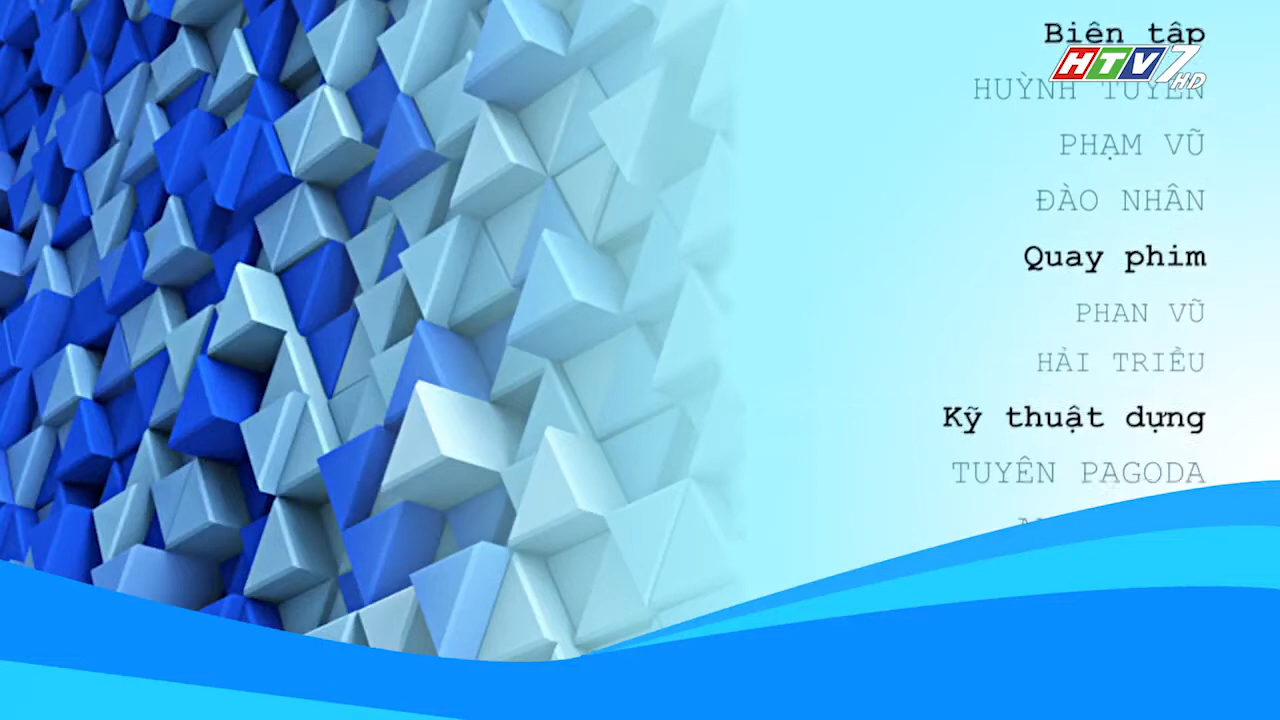 Biên tập
HTV7 HD
HUỲNH TUYÊN
PHẠM VŨ
ĐÀO NHÂN
Quay phim
PHAN VŨ
HẢI TRIỀU
Kỹ thuật dựng
TUYÊN PAGODA